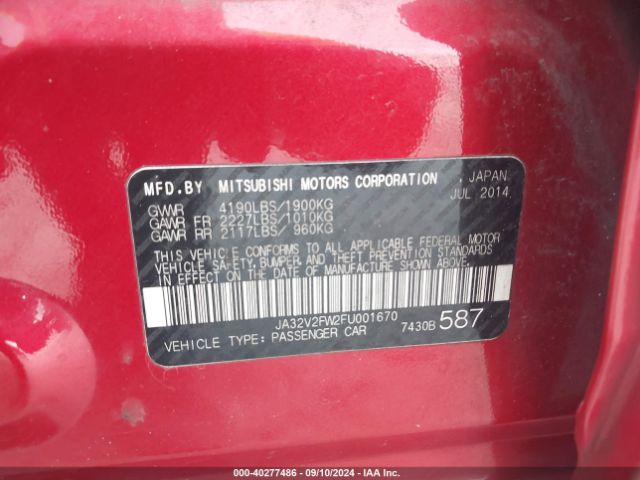 MFD.BY MITSUBISHI MOTORS CORPORATION , JAPAN
JUL 2014
GVWR 4190LBS/1900KG
GAWR FR 2227LBS/1010KG
GAWR RR 2117LBS/ 960KG
THIS VEHICLE CONFORMS TO ALL APPLICABLE FEDERAL MOTOR
VEHICLE SAFETY, BUMPER, AND THEFT PREVENTION STANDARDS
IN EFFECT ON THE DATE OF MANUFACTURE SHOWN ABOVE.
JA32V2FW2FU001670
VEHICLE TYPE: PASSENGER CAR 7430B 587
000-40277486 - 09/10/2024 - IAA Inc.